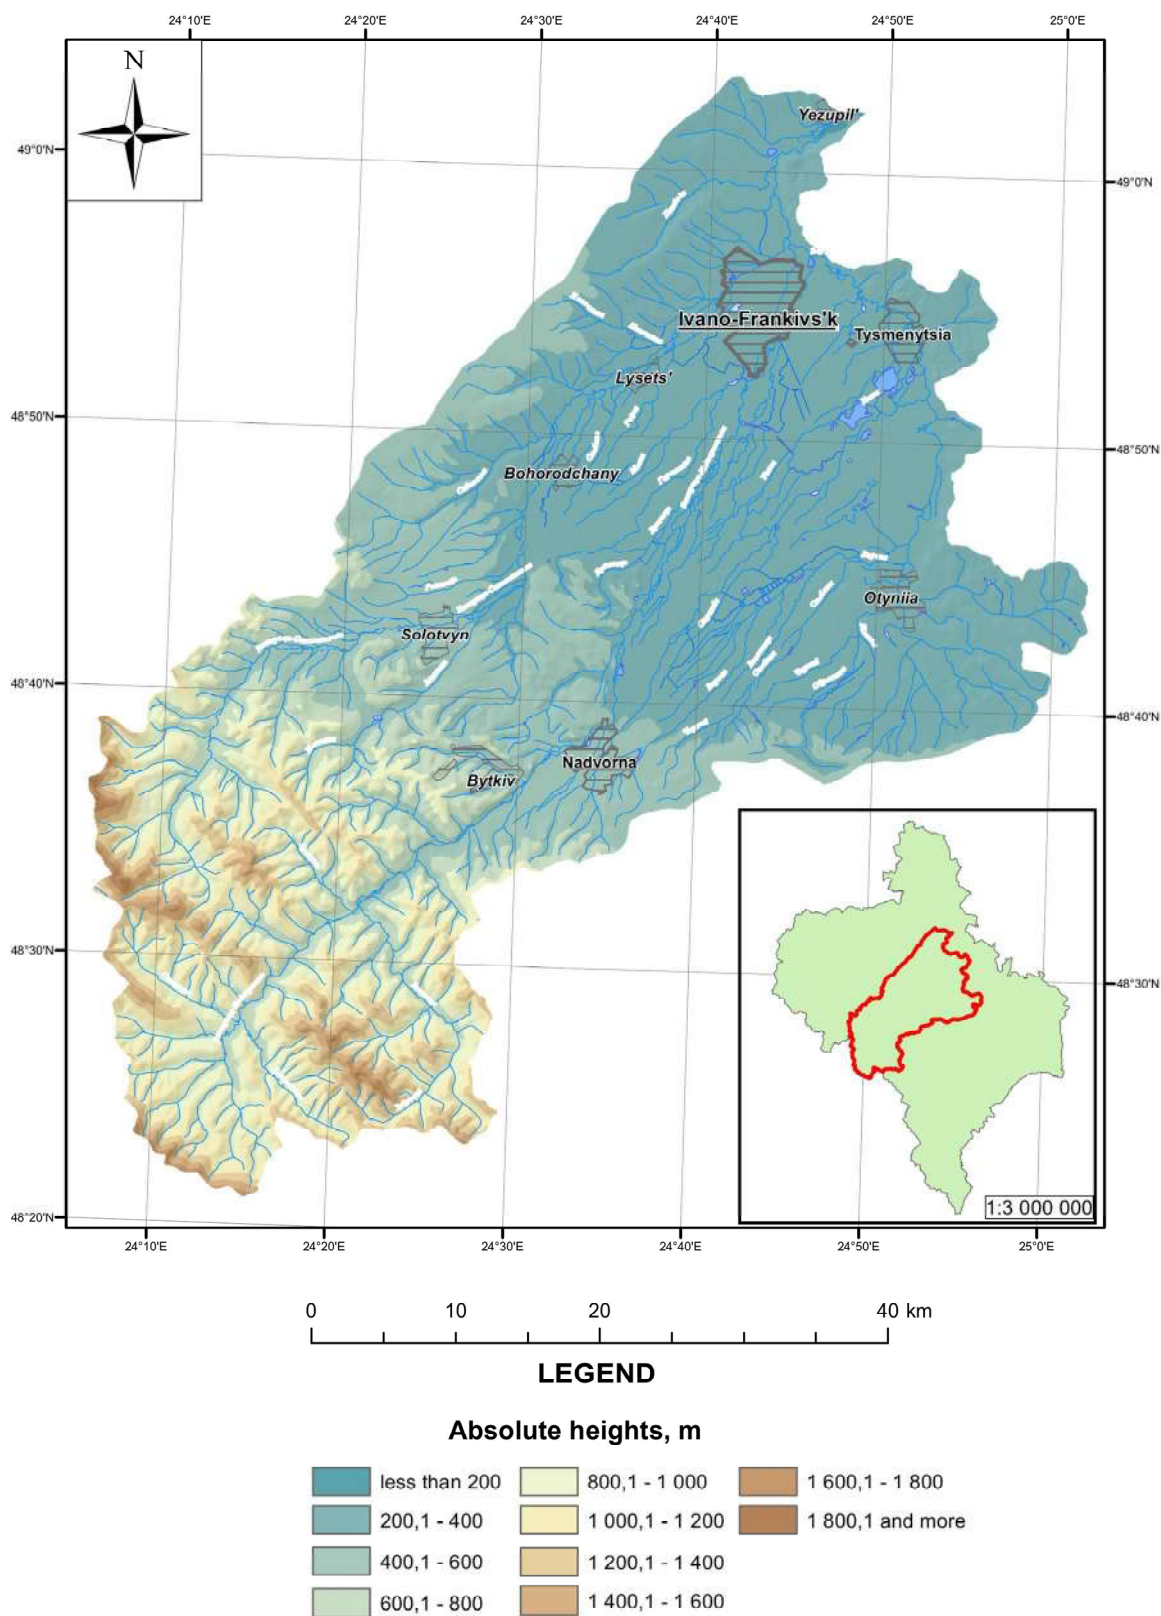 24°10'E 24°20'E 24°30'E 24°40'E 24°50'E 25°0'E
N
Yezupil'
49°0'N
49°0'N
Ivano-Frankivs'k
Tysmenytsia
Lysets'
48°50'N
48°50'N
Bohorodchany
Otyniia
Solotvyn
48°40'N
48°40'N
Nadvorna
Bytkiv
48°30'N
48°30'N
1:3 000 000
48°20'N
24°10'E 24°20'E 24°30'E 24°40'E 24°50'E 25°0'E
0 10 20 40 km
LEGEND
Absolute heights, m
less than 200
200,1 - 400
400,1 - 600
600,1 - 800
800,1 - 1 000
1 000,1 - 1 200
1 200,1 - 1 400
1 400,1 - 1 600
1 600,1 - 1 800
1 800,1 and more